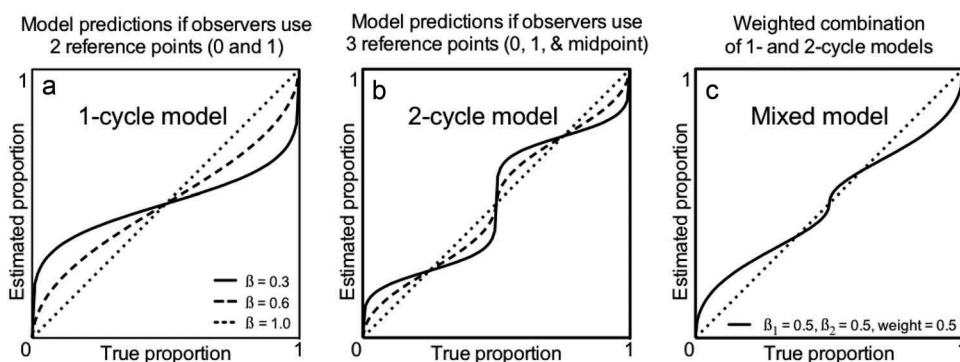 Model predictions if observers use
2 reference points (0 and 1)
1
a
1-cycle model
Estimated proportion
ß = 0.3
ß = 0.6
ß = 1.0
0
True proportion
1
Model predictions if observers use
3 reference points (0, 1, & midpoint)
1
b
2-cycle model
Estimated proportion
0
True proportion
1
Weighted combination
of 1- and 2-cycle models
1
c
Mixed model
Estimated proportion
ß1 = 0.5, ß2 = 0.5, weight = 0.5
0
True proportion
1